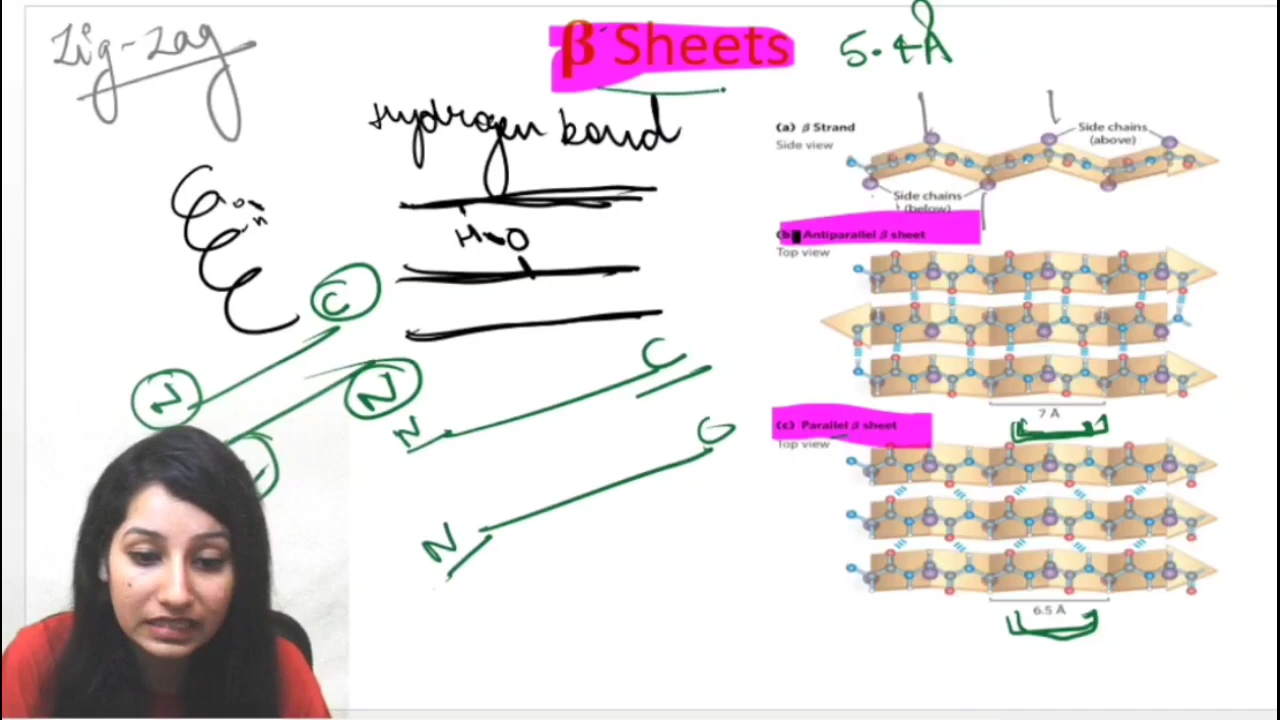 Zig-Zag
β Sheets
5.4Å
Hydrogen bond
H O
O
H
C
N
N
C
N
C
N
(a) β Strand
Side view
Side chains
(above)
Side chains
(below)
(b) Antiparallel β sheet
Top view
7 Å
(c) Parallel β sheet
Top view
6.5 Å